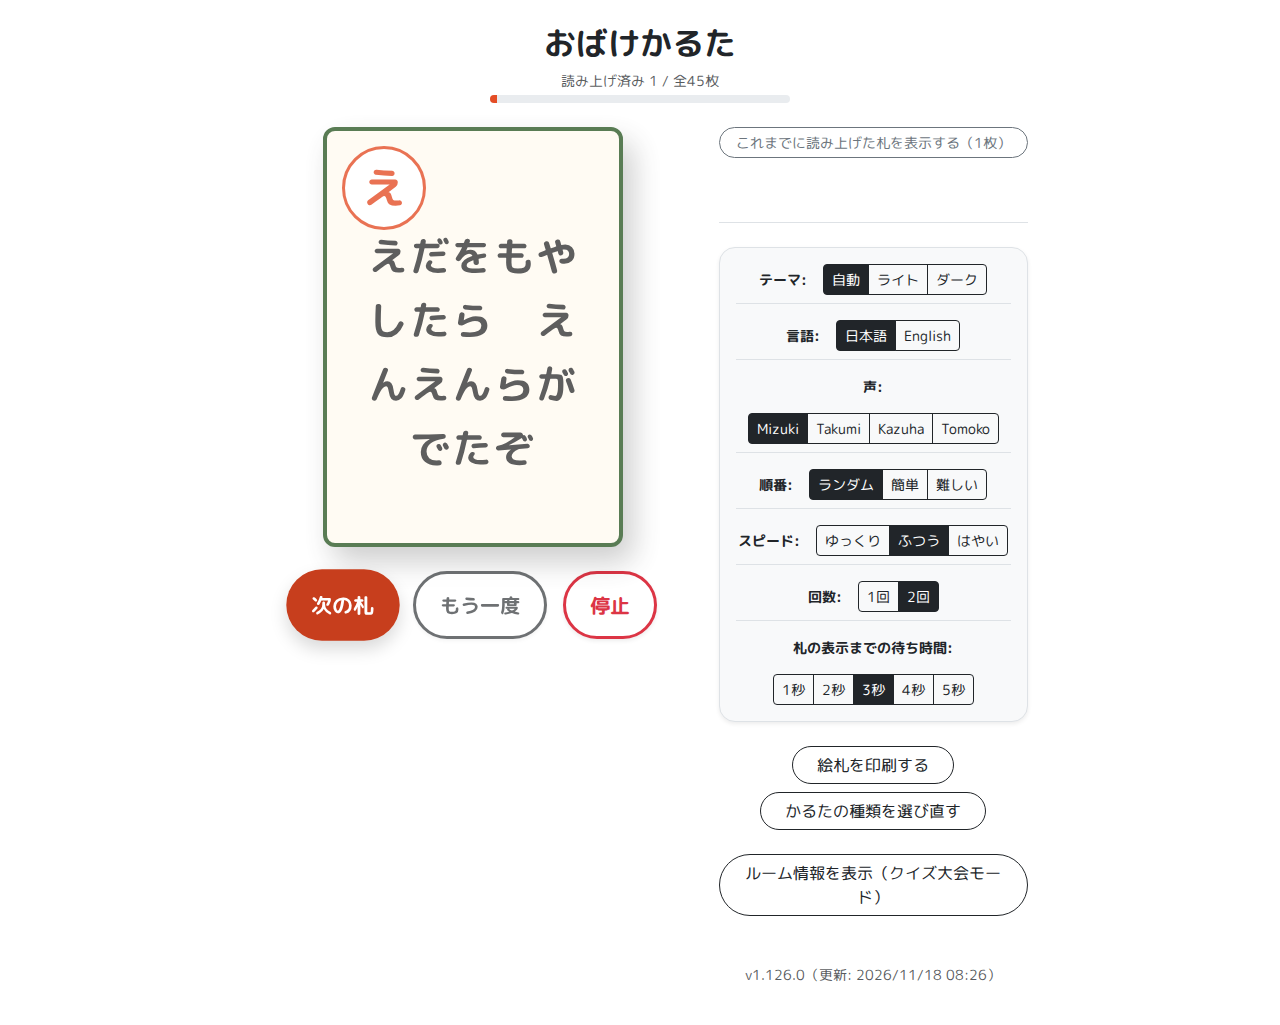 おばけかるた
読み上げ済み 1 / 全45枚
え
えだをもや
したら　え
んえんらが
でたぞ
次の札
もう一度
停止
これまでに読み上げた札を表示する（1枚）
テーマ: 自動 ライト ダーク
言語: 日本語 English
声:
Mizuki Takumi Kazuha Tomoko
順番: ランダム 簡単 難しい
スピード: ゆっくり ふつう はやい
回数: 1回 2回
札の表示までの待ち時間:
1秒 2秒 3秒 4秒 5秒
絵札を印刷する
かるたの種類を選び直す
ルーム情報を表示（クイズ大会モー
ド）
v1.126.0（更新: 2026/11/18 08:26）